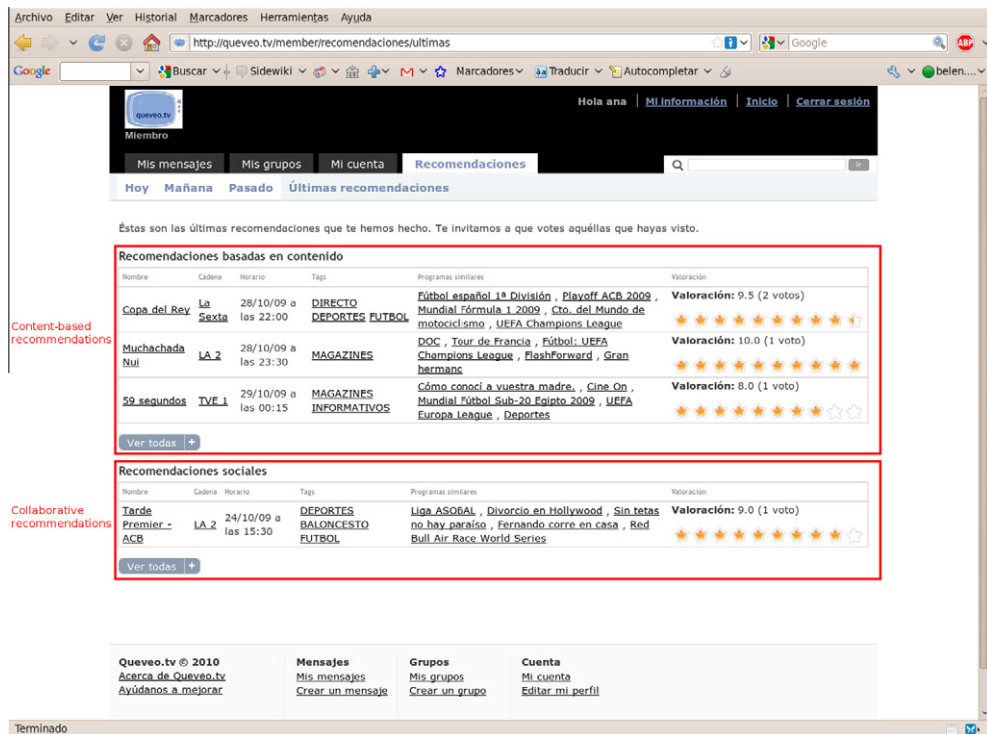 Archivo Editar Ver Historial Marcadores Herramientas Ayuda
http://queveo.tv/member/recomendaciones/ultimas
Google
ABP
Google
Buscar
Sidewiki
Marcadores
Traducir
Autocompletar
belen....
queveo.tv
Miembro
Hola ana | Mi información | Inicio | Cerrar sesión
Mis mensajes Mis grupos Mi cuenta Recomendaciones
Ir
Hoy Mañana Pasado Últimas recomendaciones
Éstas son las últimas recomendaciones que te hemos hecho. Te invitamos a que votes aquéllas que hayas visto.
Content-based
recommendations
Recomendaciones basadas en contenido
Nombre Cadena Horario Tags Programas similares Valoración
Copa del Rey
La
Sexta
28/10/09 a
las 22:00
DIRECTO
DEPORTES FUTBOL
Fútbol español 1ª División , Playoff ACB 2009 ,
Mundial Fórmula 1 2009 , Cto. del Mundo de
motociclismo , UEFA Champions League
Valoración: 9.5 (2 votos)
Muchachada
Nui
LA 2
28/10/09 a
las 23:30
MAGAZINES
DOC , Tour de Francia , Fútbol: UEFA
Champions League , FlashForward , Gran
hermano
Valoración: 10.0 (1 voto)
59 segundos
TVE 1
29/10/09 a
las 00:15
MAGAZINES
INFORMATIVOS
Cómo conocí a vuestra madre. , Cine On ,
Mundial Fútbol Sub-20 Egipto 2009 , UEFA
Europa League , Deportes
Valoración: 8.0 (1 voto)
Ver todas +
Collaborative
recommendations
Recomendaciones sociales
Nombre Cadena Horario Tags Programas similares Valoración
Tarde
Premier -
ACB
LA 2
24/10/09 a
las 15:30
DEPORTES
BALONCESTO
FUTBOL
Liga ASOBAL , Divorcio en Hollywood , Sin tetas
no hay paraíso , Fernando corre en casa , Red
Bull Air Race World Series
Valoración: 9.0 (1 voto)
Ver todas +
Queveo.tv © 2010
Acerca de Queveo.tv
Ayúdanos a mejorar
Mensajes
Mis mensajes
Crear un mensaje
Grupos
Mis grupos
Crear un grupo
Cuenta
Mi cuenta
Editar mi perfil
Terminado